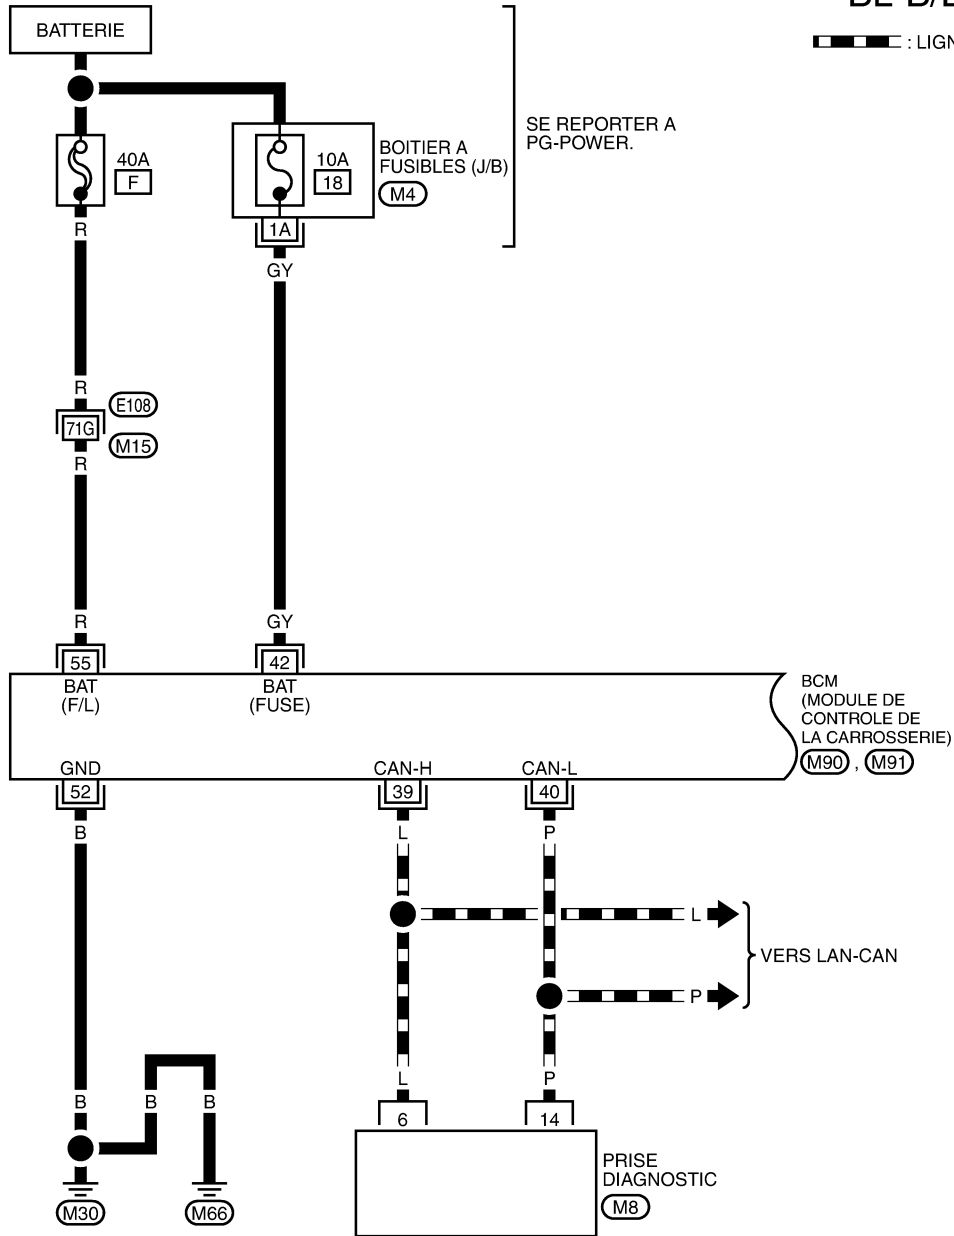 BATTERIE
: LIGN
SE REPORTER A
PG-POWER.
40A
F
10A
18
BOITIER A
FUSIBLES (J/B)
M4
R
1A
GY
R
E108
71G
M15
R
R
GY
55
42
BAT
(F/L)
BAT
(FUSE)
BCM
(MODULE DE
CONTROLE DE
LA CARROSSERIE)
M90 , M91
GND
CAN-H
CAN-L
52
39
40
B
L
P
L
VERS LAN-CAN
P
L
P
B
B
B
6
14
PRISE
DIAGNOSTIC
M8
M30
M66